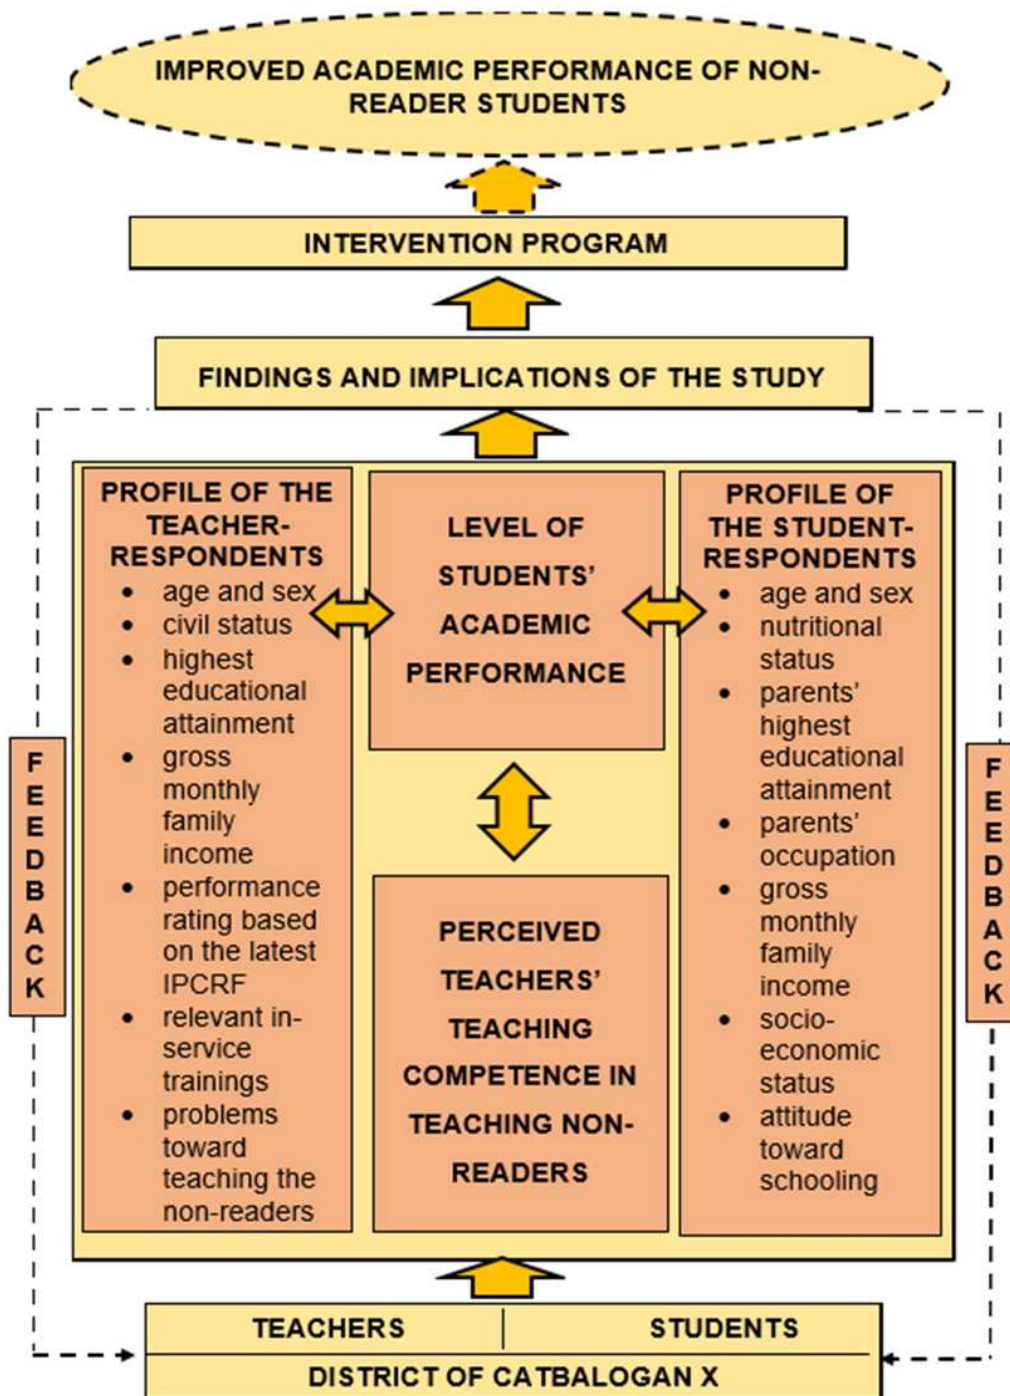 IMPROVED ACADEMIC PERFORMANCE OF NON-
READER STUDENTS
INTERVENTION PROGRAM
FINDINGS AND IMPLICATIONS OF THE STUDY
PROFILE OF THE
TEACHER-
RESPONDENTS
• age and sex
• civil status
• highest
educational
attainment
• gross
monthly
family
income
• performance
rating based
on the latest
IPCRF
• relevant in-
service
trainings
• problems
toward
teaching the
non-readers
LEVEL OF
STUDENTS’
ACADEMIC
PERFORMANCE
PERCEIVED
TEACHERS’
TEACHING
COMPETENCE IN
TEACHING NON-
READERS
PROFILE OF
THE STUDENT-
RESPONDENTS
• age and sex
• nutritional
status
• parents’
highest
educational
attainment
• parents’
occupation
• gross
monthly
family
income
• socio-
economic
status
• attitude
toward
schooling
FEEDBACK
FEEDBACK
TEACHERS
STUDENTS
DISTRICT OF CATBALOGAN X